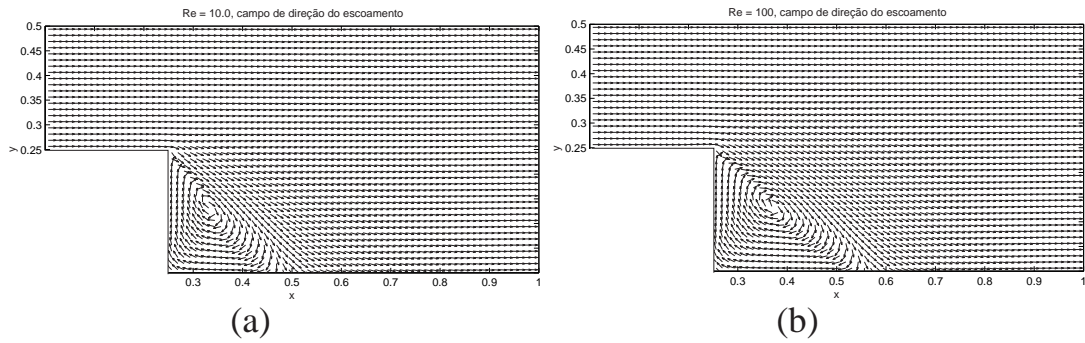 Re = 10.0, campo de direção do escoamento
0.5
0.45
0.4
0.35
0.3
0.25
y
0.3 0.4 0.5 0.6 0.7 0.8 0.9 1
x
(a)
Re = 100, campo de direção do escoamento
0.5
0.45
0.4
0.35
0.3
0.25
y
0.3 0.4 0.5 0.6 0.7 0.8 0.9 1
x
(b)